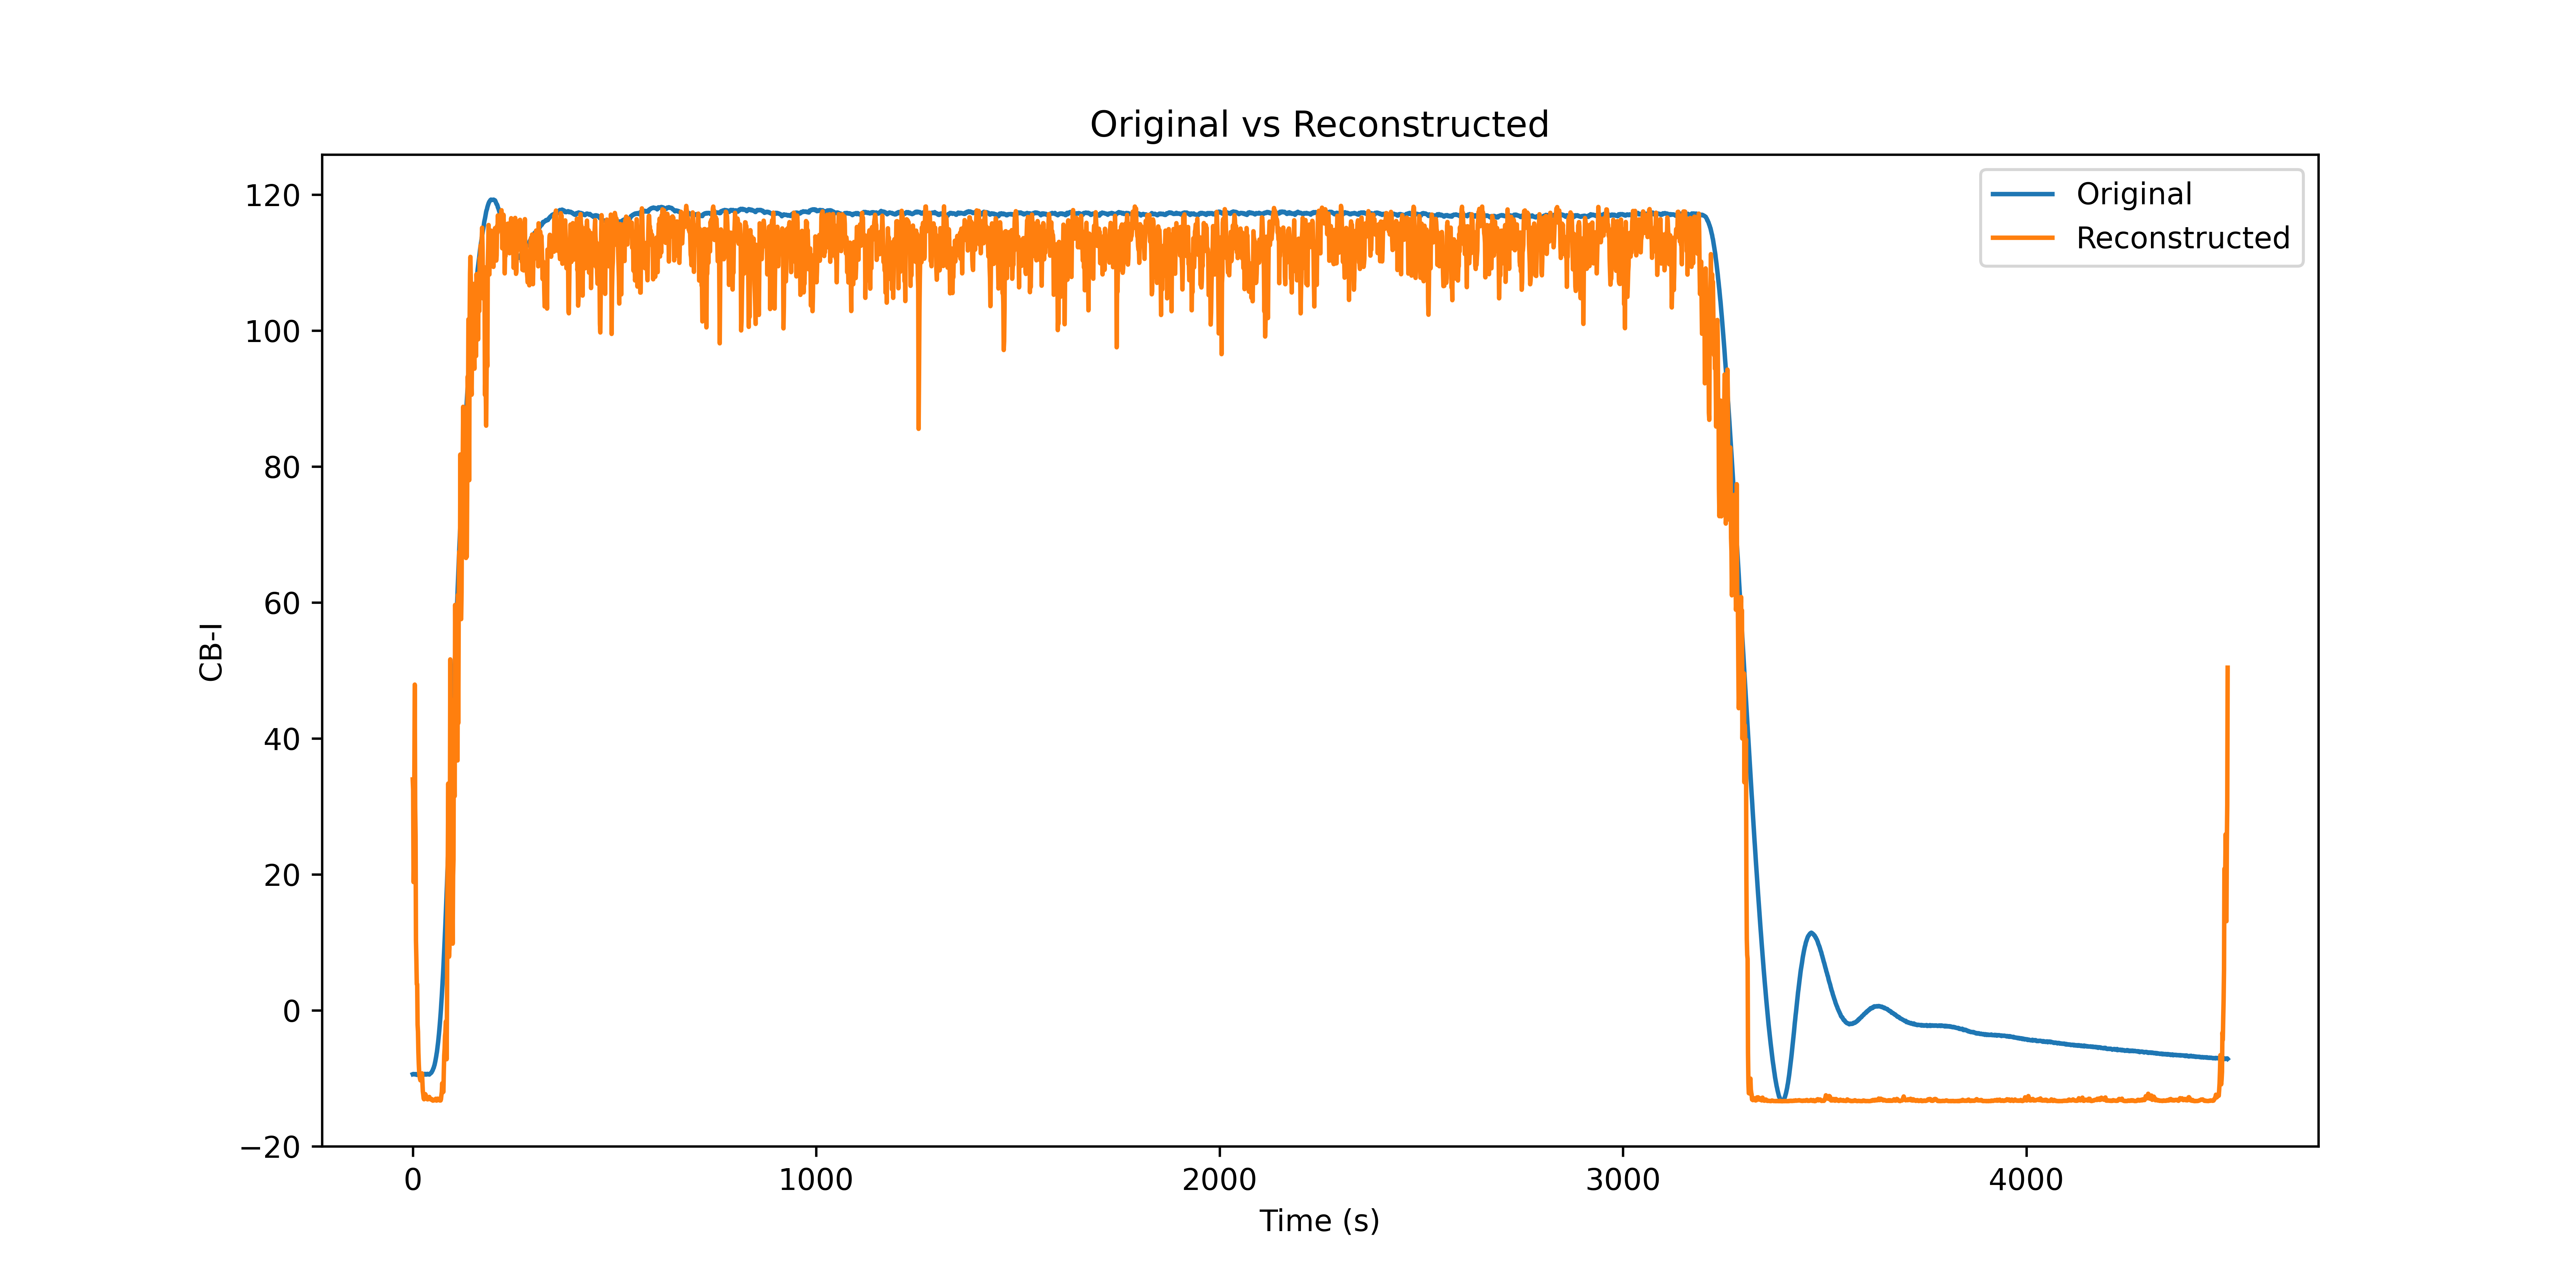 Original vs Reconstructed
Original
Reconstructed
CB-I
120
100
80
60
40
20
0
−20
0 1000 2000 3000 4000
Time (s)